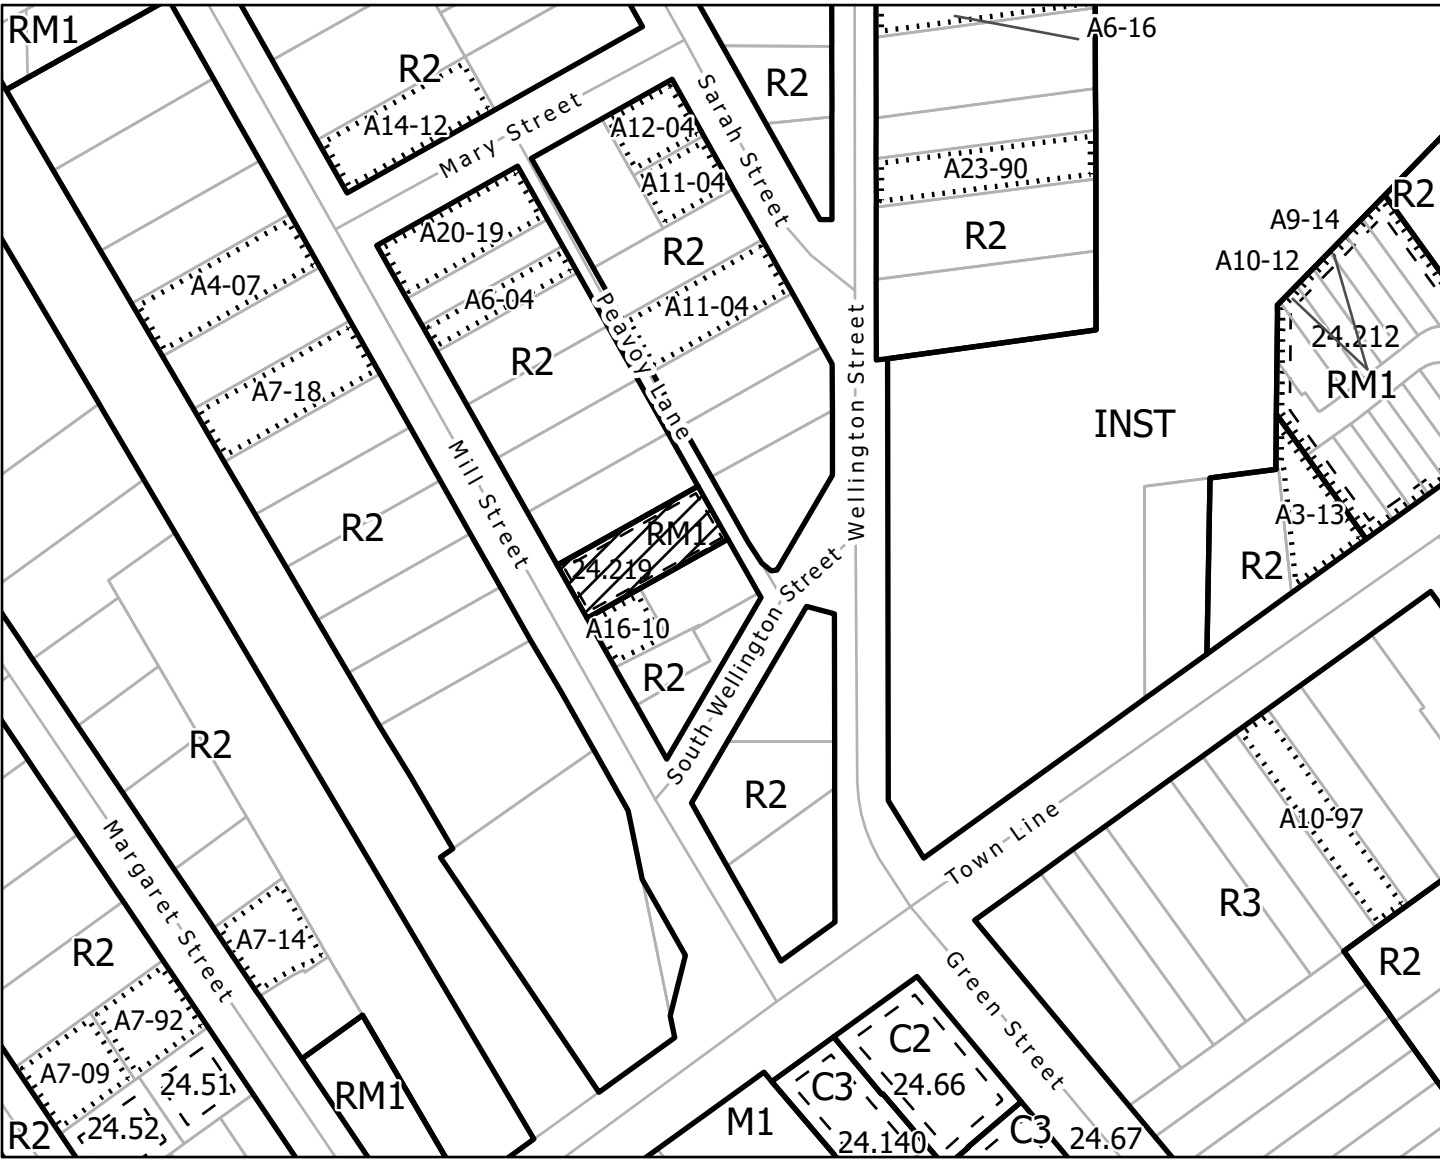 RM1
A6-16
R2
R2
A14-12
A12-04
Mary Street
Sarah Street
A23-90
A11-04
R2
A9-14
A20-19
R2
R2
A10-12
A4-07
A6-04
Peavoy Lane
A11-04
24.212
R2
Wellington Street
RM1
A7-18
INST
Mill Street
R2
RM1
A3-13
24.219
R2
A16-10
R2
South Wellington Street
R2
R2
Town Line
A10-97
Margaret Street
R3
A7-14
R2
R2
Green Street
A7-92
C2
A7-09
24.51
RM1
C3
24.66
24.52
M1
R2
24.140
C3
24.67